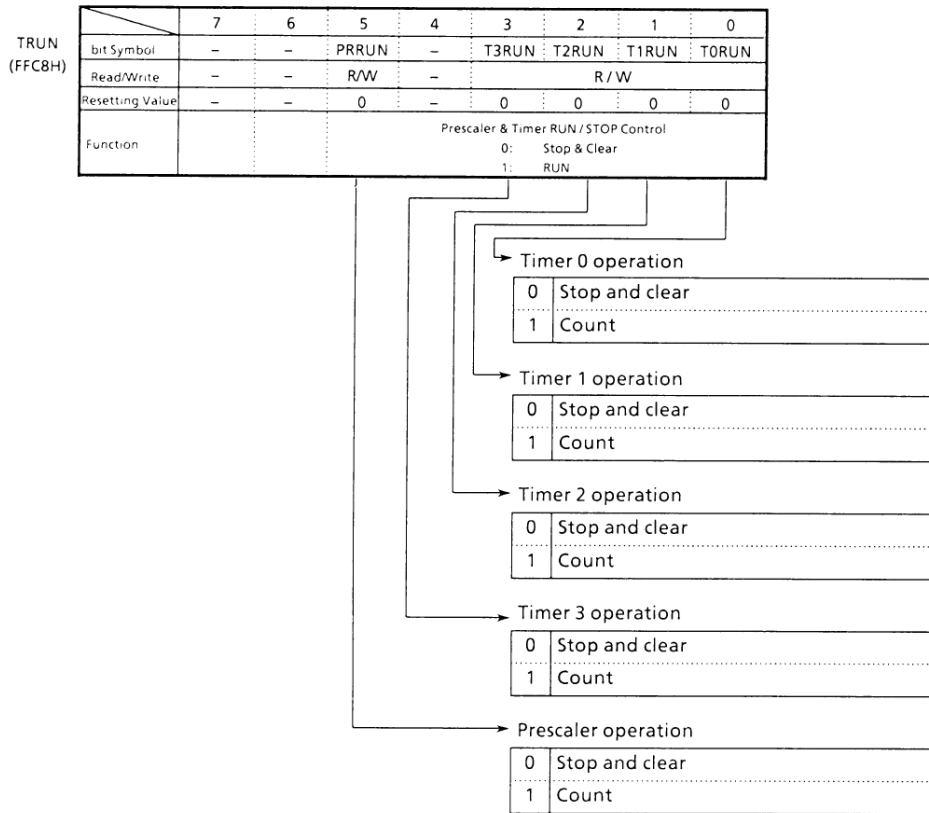 7 6 5 4 3 2 1 0
TRUN
(FFC8H)
bit Symbol – – PRRUN – T3RUN T2RUN T1RUN T0RUN
Read/Write – – R/W – R / W
Resetting Value – – 0 – 0 0 0 0
Function
Prescaler & Timer RUN / STOP Control
0: Stop & Clear
1: RUN
Timer 0 operation
0 Stop and clear
1 Count
Timer 1 operation
0 Stop and clear
1 Count
Timer 2 operation
0 Stop and clear
1 Count
Timer 3 operation
0 Stop and clear
1 Count
Prescaler operation
0 Stop and clear
1 Count